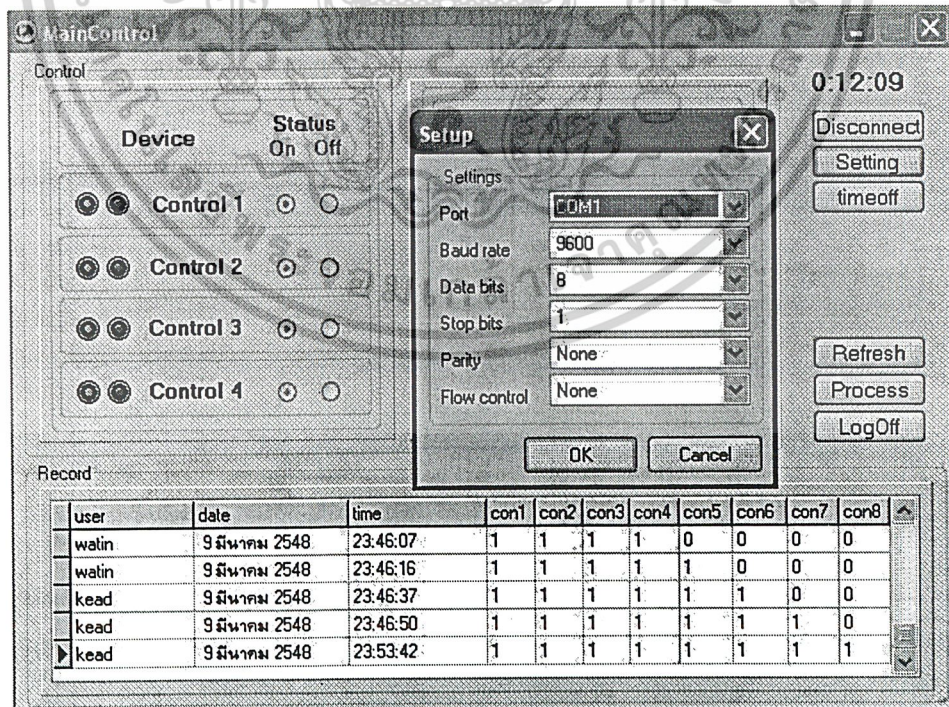 MainControl
Control
Device
Status
On Off
Control 1
Control 2
Control 3
Control 4
Setup
Settings
Port COM1
Baud rate 9600
Data bits 8
Stop bits 1
Parity None
Flow control None
OK Cancel
0:12:09
Disconnect
Setting
timeoff
Refresh
Process
LogOff
Record
user date time con1 con2 con3 con4 con5 con6 con7 con8
watin 9 มีนาคม 2548 23:46:07 1 1 1 1 0 0 0 0
watin 9 มีนาคม 2548 23:46:16 1 1 1 1 1 0 0 0
kead 9 มีนาคม 2548 23:46:37 1 1 1 1 1 1 0 0
kead 9 มีนาคม 2548 23:46:50 1 1 1 1 1 1 1 0
kead 9 มีนาคม 2548 23:53:42 1 1 1 1 1 1 1 1